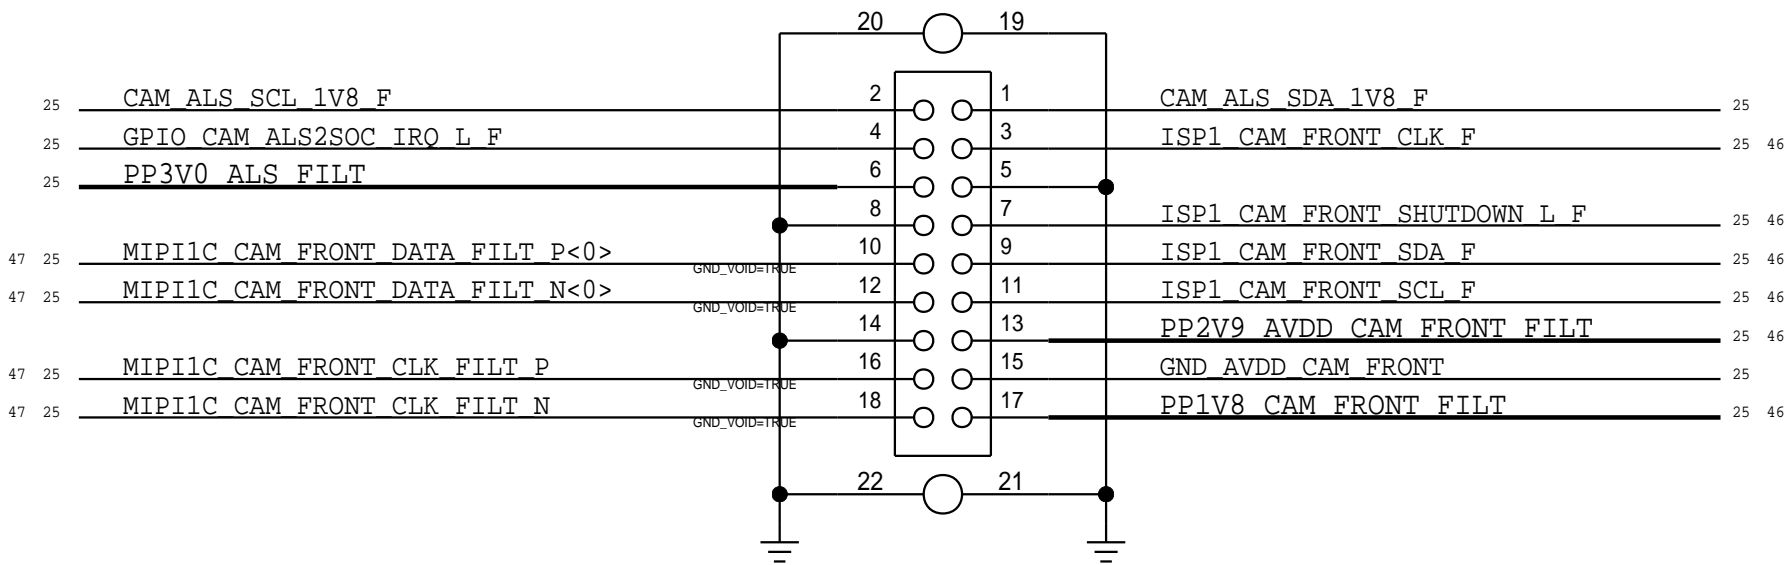 20 19
25 CAM_ALS_SCL_1V8_F 2 1 CAM_ALS_SDA_1V8_F 25
25 GPIO_CAM_ALS2SOC_IRQ_L_F 4 3 ISP1_CAM_FRONT_CLK_F 25 46
25 PP3V0_ALS_FILT 6 5
8 7 ISP1_CAM_FRONT_SHUTDOWN_L_F 25 46
47 25 MIPI1C_CAM_FRONT_DATA_FILT_P<0> GND_VOID=TRUE 10 9 ISP1_CAM_FRONT_SDA_F 25 46
47 25 MIPI1C_CAM_FRONT_DATA_FILT_N<0> GND_VOID=TRUE 12 11 ISP1_CAM_FRONT_SCL_F 25 46
14 13 PP2V9_AVDD_CAM_FRONT_FILT 25 46
47 25 MIPI1C_CAM_FRONT_CLK_FILT_P GND_VOID=TRUE 16 15 GND_AVDD_CAM_FRONT 25
47 25 MIPI1C_CAM_FRONT_CLK_FILT_N GND_VOID=TRUE 18 17 PP1V8_CAM_FRONT_FILT 25 46
22 21